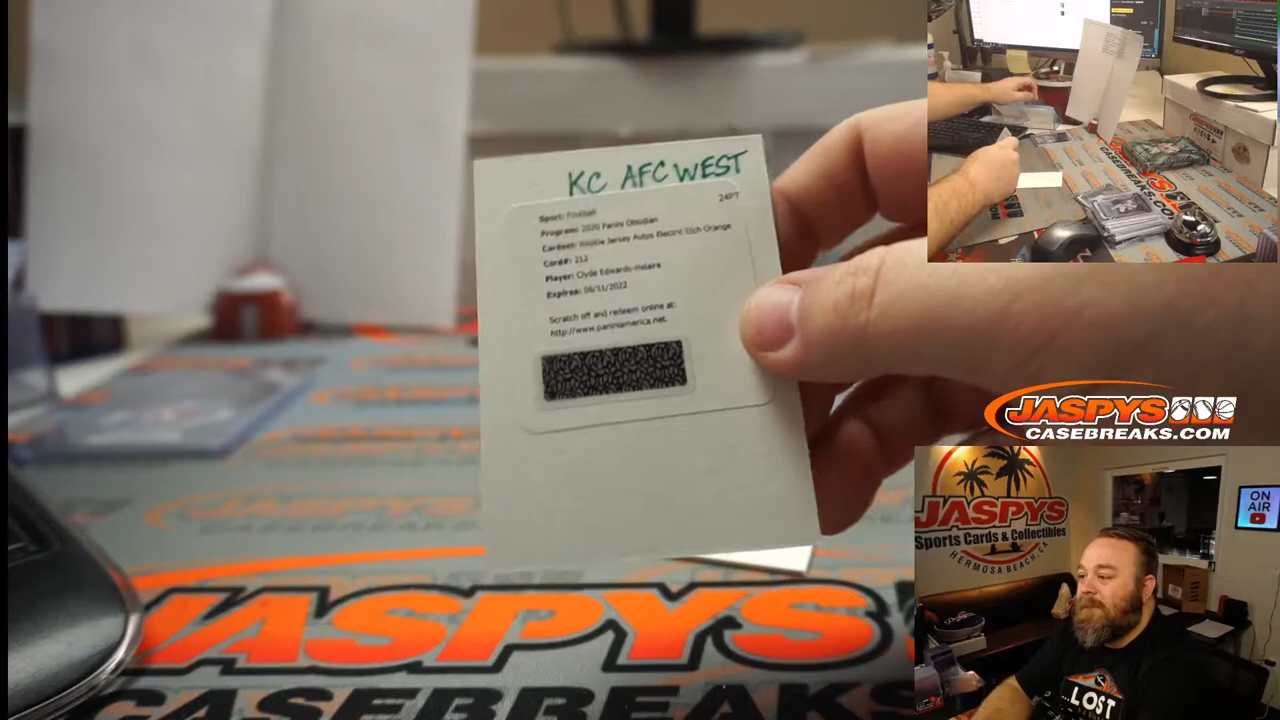 KC AFC WEST
24PT
Sport: Football
Program: 2020 Panini Obsidian
Cardset: Rookie Jersey Autos Electric Etch Orange
Card#: 212
Player: Clyde Edwards-Helaire
Expires: 06/11/2022
Scratch off and redeem online at:
http://www.paniniamerica.net.
JASPYS
CASEBREAKS
JASPYS
CASEBREAKS.COM
JASPYS
Sports Cards & Collectibles
HERMOSA BEACH, CA
ON
AIR
LOST